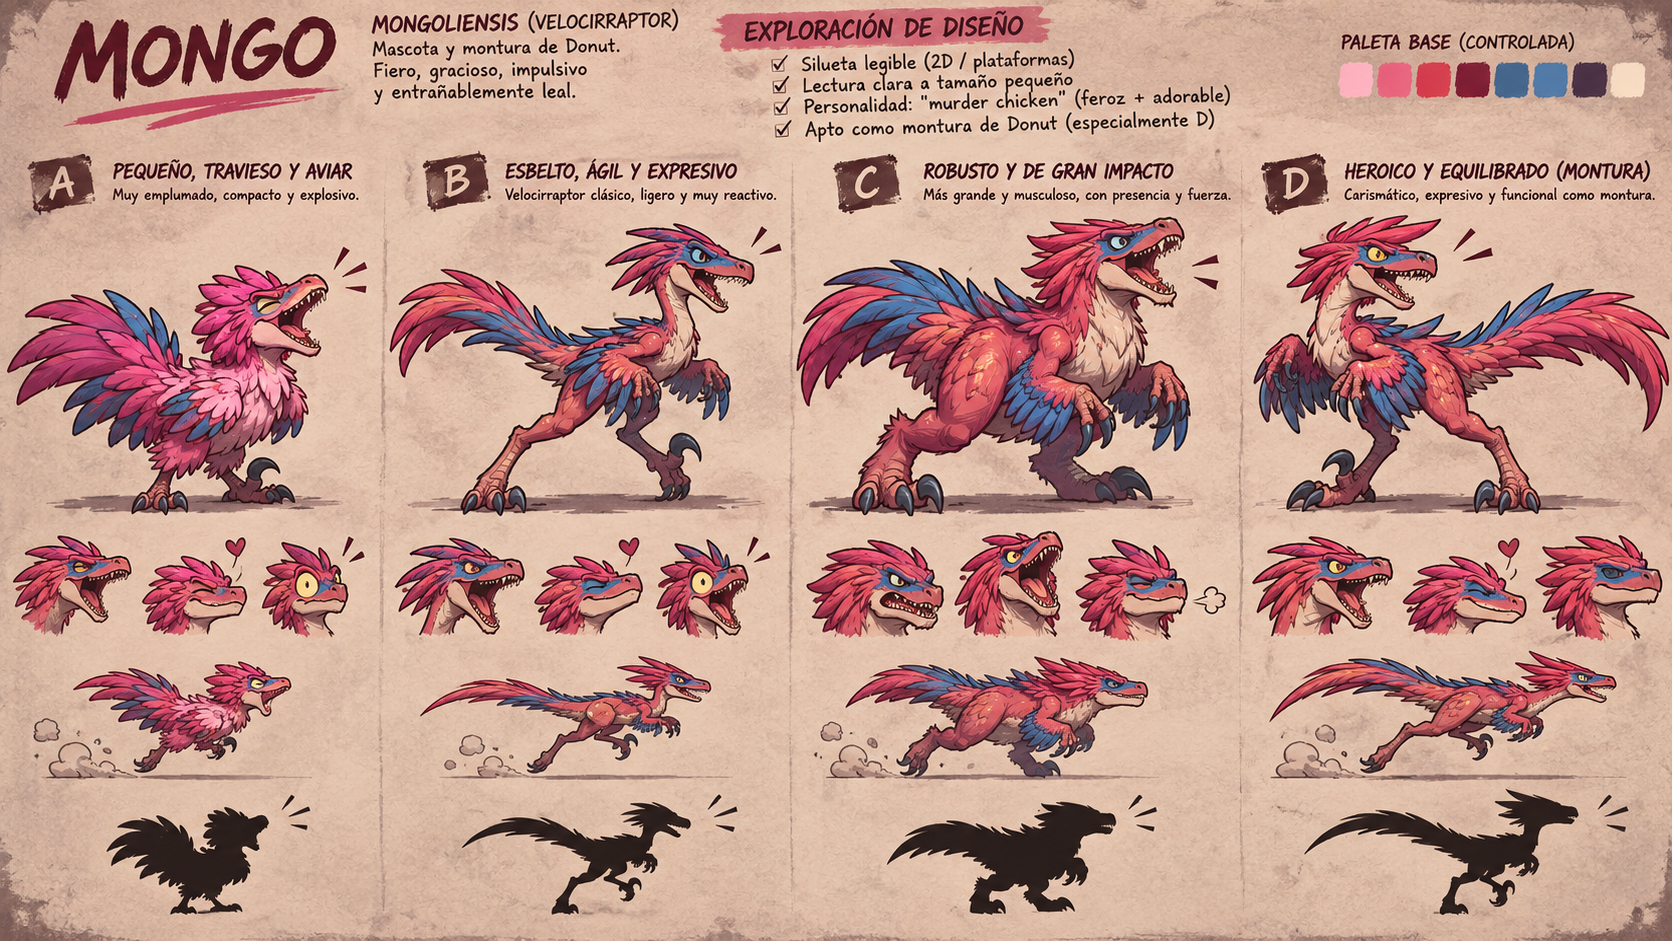 MONGO
MONGOLIENSIS (VELOCIRRAPTOR)
Mascota y montura de Donut.
Fiero, gracioso, impulsivo
y entrañablemente leal.
EXPLORACIÓN DE DISEÑO
Silueta legible (2D / plataformas)
Lectura clara a tamaño pequeño
Personalidad: "murder chicken" (feroz + adorable)
Apto como montura de Donut (especialmente D)
PALETA BASE (CONTROLADA)
A
PEQUEÑO, TRAVIESO Y AVIAR
Muy emplumado, compacto y explosivo.
B
ESBELTO, ÁGIL Y EXPRESIVO
Velocirraptor clásico, ligero y muy reactivo.
C
ROBUSTO Y DE GRAN IMPACTO
Más grande y musculoso, con presencia y fuerza.
D
HEROICO Y EQUILIBRADO (MONTURA)
Carismático, expresivo y funcional como montura.